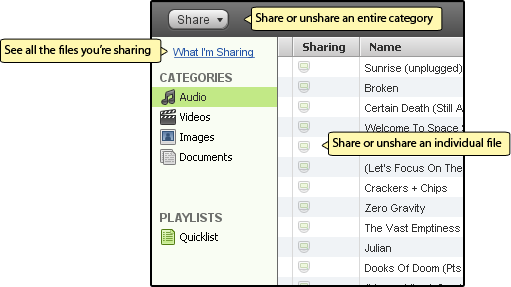 Share
Share or unshare an entire category
See all the files you're sharing
What I'm Sharing
Sharing
Name
CATEGORIES
Audio
Videos
Images
Documents
PLAYLISTS
Quicklist
Sunrise (unplugged)
Broken
Certain Death (Still A
Welcome To Space
Share or unshare an individual file
(Let's Focus On The
Crackers + Chips
Zero Gravity
The Vast Emptiness
Julian
Dooks Of Doom (Pts